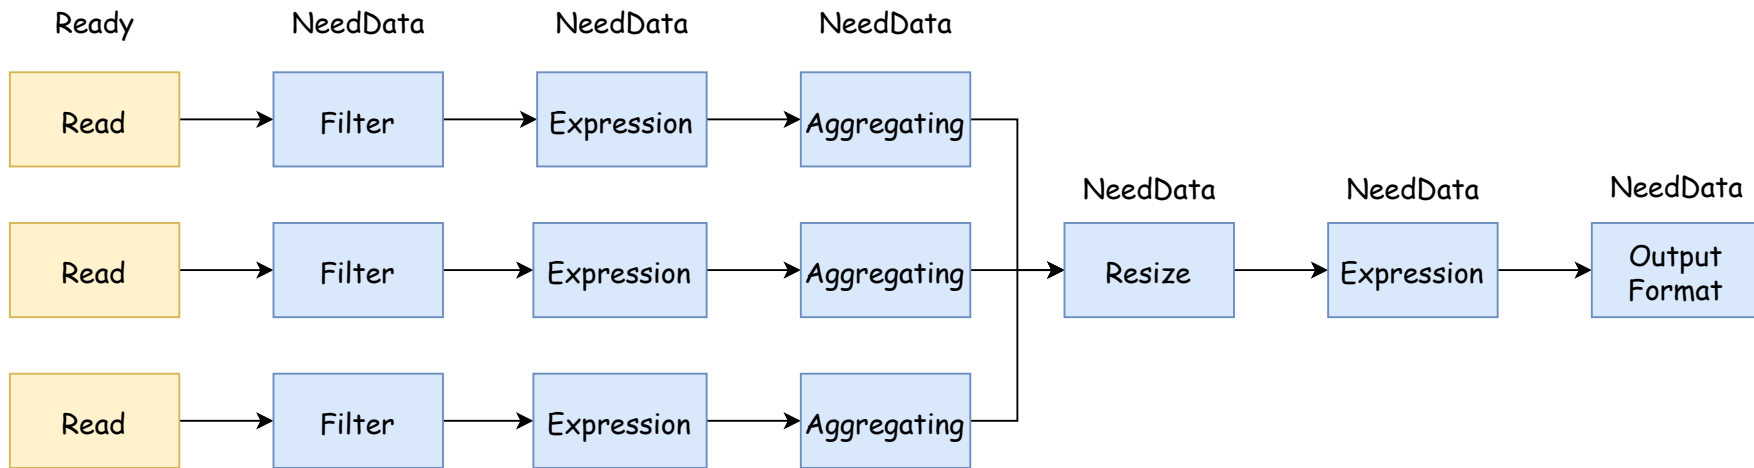 Ready
NeedData
NeedData
NeedData
Read
Filter
Expression
Aggregating
NeedData
NeedData
NeedData
Read
Filter
Expression
Aggregating
Resize
Expression
Output
Format
Read
Filter
Expression
Aggregating